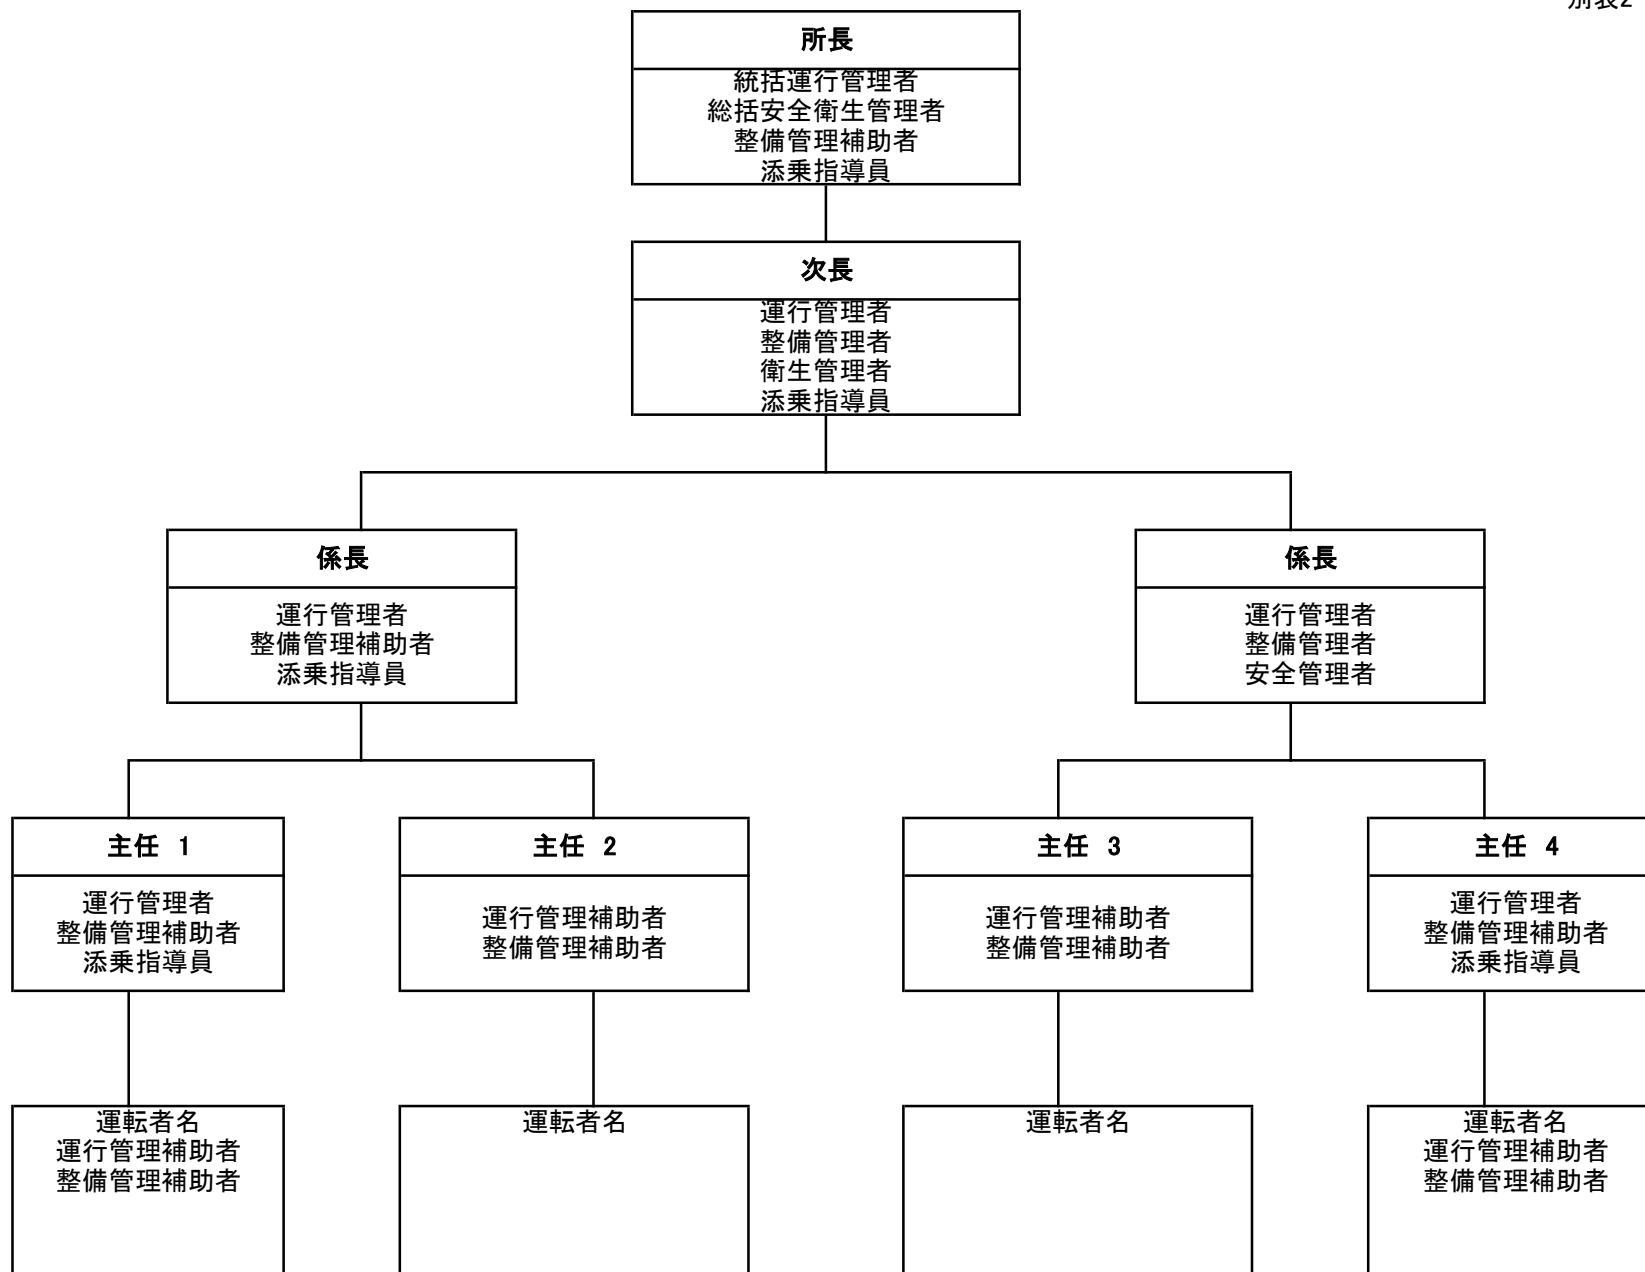 別表2
所長
統括運行管理者
総括安全衛生管理者
整備管理補助者
添乗指導員
次長
運行管理者
整備管理者
衛生管理者
添乗指導員
係長
運行管理者
整備管理補助者
添乗指導員
係長
運行管理者
整備管理者
安全管理者
主任 1
運行管理者
整備管理補助者
添乗指導員
主任 2
運行管理補助者
整備管理補助者
主任 3
運行管理補助者
整備管理補助者
主任 4
運行管理者
整備管理補助者
添乗指導員
運転者名
運行管理補助者
整備管理補助者
運転者名
運転者名
運転者名
運行管理補助者
整備管理補助者